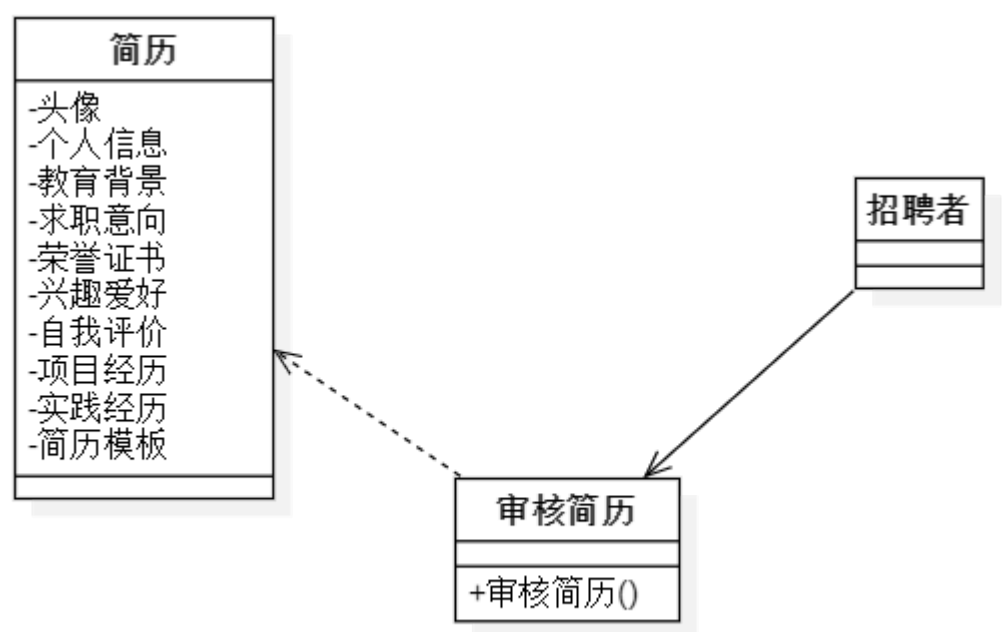 简历
-头像
-个人信息
-教育背景
-求职意向
-荣誉证书
-兴趣爱好
-自我评价
-项目经历
-实践经历
-简历模板
招聘者
审核简历
+审核简历()